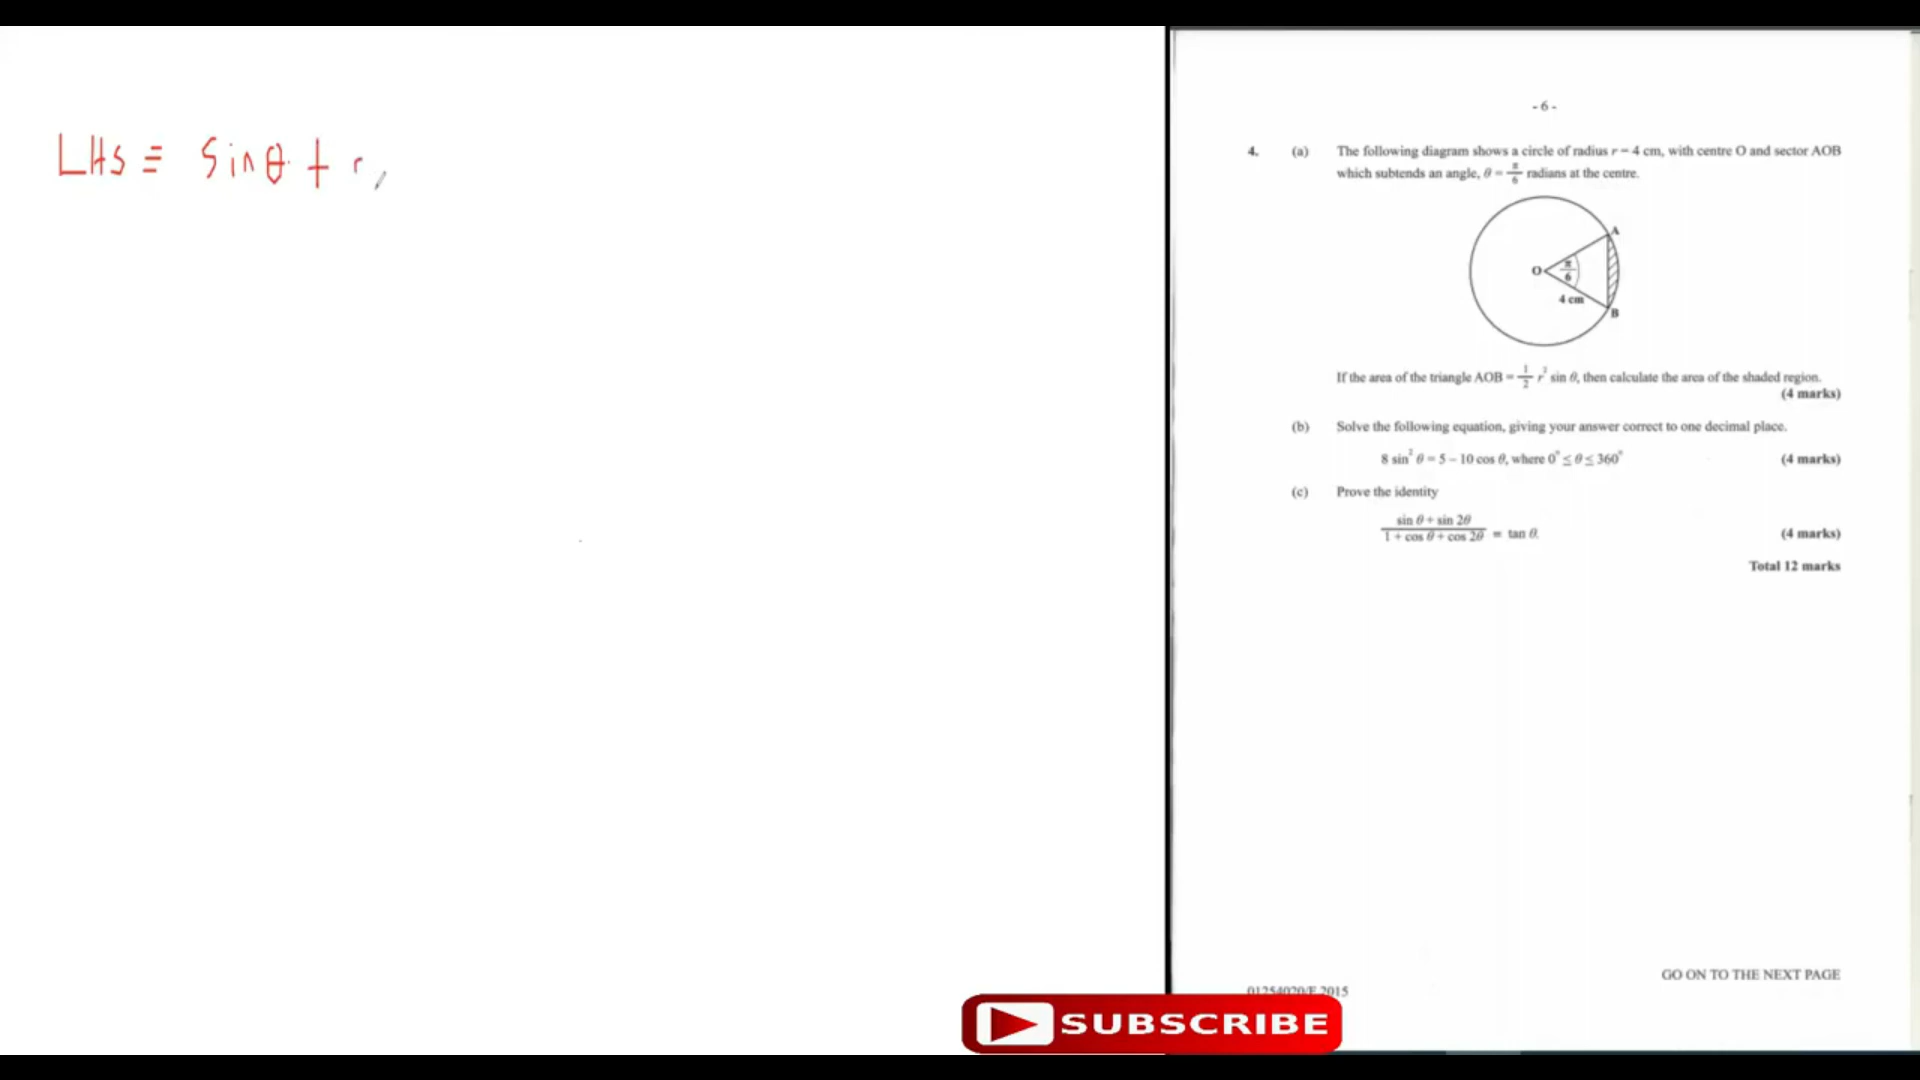 LHS ≡ Sinθ +
- 6 -
4. (a) The following diagram shows a circle of radius r = 4 cm, with centre O and sector AOB
which subtends an angle, θ = π/6 radians at the centre.
A
O π/6
4 cm
B
If the area of the triangle AOB = 1/2 r² sin θ, then calculate the area of the shaded region.
(4 marks)
(b) Solve the following equation, giving your answer correct to one decimal place.
8 sin² θ = 5 – 10 cos θ, where 0° ≤ θ ≤ 360° (4 marks)
(c) Prove the identity
sin θ + sin 2θ
1 + cos θ + cos 2θ = tan θ. (4 marks)
Total 12 marks
GO ON TO THE NEXT PAGE
01254020/F 2015
SUBSCRIBE